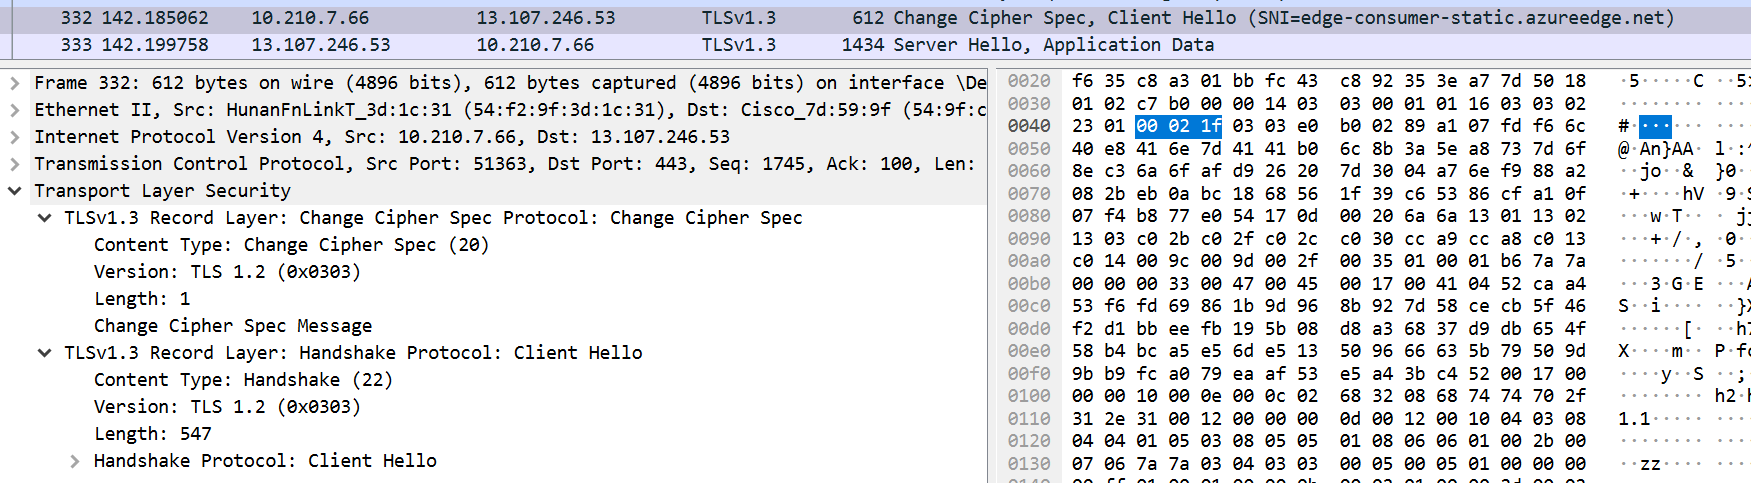 332 142.185062 10.210.7.66 13.107.246.53 TLSv1.3 612 Change Cipher Spec, Client Hello (SNI=edge-consumer-static.azureedge.net)
333 142.199758 13.107.246.53 10.210.7.66 TLSv1.3 1434 Server Hello, Application Data
Frame 332: 612 bytes on wire (4896 bits), 612 bytes captured (4896 bits) on interface \De
Ethernet II, Src: HunanFnLinkT_3d:1c:31 (54:f2:9f:3d:1c:31), Dst: Cisco_7d:59:9f (54:9f:c
Internet Protocol Version 4, Src: 10.210.7.66, Dst: 13.107.246.53
Transmission Control Protocol, Src Port: 51363, Dst Port: 443, Seq: 1745, Ack: 100, Len:
Transport Layer Security
TLSv1.3 Record Layer: Change Cipher Spec Protocol: Change Cipher Spec
Content Type: Change Cipher Spec (20)
Version: TLS 1.2 (0x0303)
Length: 1
Change Cipher Spec Message
TLSv1.3 Record Layer: Handshake Protocol: Client Hello
Content Type: Handshake (22)
Version: TLS 1.2 (0x0303)
Length: 547
Handshake Protocol: Client Hello
0020 f6 35 c8 a3 01 bb fc 43 c8 92 35 3e a7 7d 50 18 ·5·····C ··5
0030 01 02 c7 b0 00 00 14 03 03 00 01 01 16 03 03 02 ········ ····
0040 23 01 00 02 1f 03 03 e0 b0 02 89 a1 07 fd f6 6c #······· ····
0050 40 e8 41 6e 7d 41 41 b0 6c 8b 3a 5e a8 73 7d 6f @·An}AA· l·:^
0060 8e c3 6a 6f af d9 26 20 7d 30 04 a7 6e f9 88 a2 ··jo··& }0··
0070 08 2b eb 0a bc 18 68 56 1f 39 c6 53 86 cf a1 0f ·+····hV ·9·S
0080 07 f4 b8 77 e0 54 17 0d 00 20 6a 6a 13 01 13 02 ···w·T·· · jj
0090 13 03 c0 2b c0 2f c0 2c c0 30 cc a9 cc a8 c0 13 ···+·/·, ·0··
00a0 c0 14 00 9c 00 9d 00 2f 00 35 01 00 01 b6 7a 7a ·······/ ·5··
00b0 00 00 00 33 00 47 00 45 00 17 00 41 04 52 ca a4 ···3·G·E ···A
00c0 53 f6 fd 69 86 1b 9d 96 8b 92 7d 58 ce cb 5f 46 S··i···· ··}X
00d0 f2 d1 bb ee fb 19 5b 08 d8 a3 68 37 d9 db 65 4f ······[· ··h7
00e0 58 b4 bc a5 e5 6d e5 13 50 96 66 63 5b 79 50 9d X····m·· P·fc
00f0 9b b9 fc a0 79 ea af 53 e5 a4 3b c4 52 00 17 00 ····y··S ··;·
0100 00 00 10 00 0e 00 0c 02 68 32 08 68 74 74 70 2f ········ h2·h
0110 31 2e 31 00 12 00 00 00 0d 00 12 00 10 04 03 08 1.1····· ····
0120 04 04 01 05 03 08 05 05 01 08 06 06 01 00 2b 00 ········ ····
0130 07 06 7a 7a 03 04 03 03 00 05 00 05 01 00 00 00 ··zz···· ····